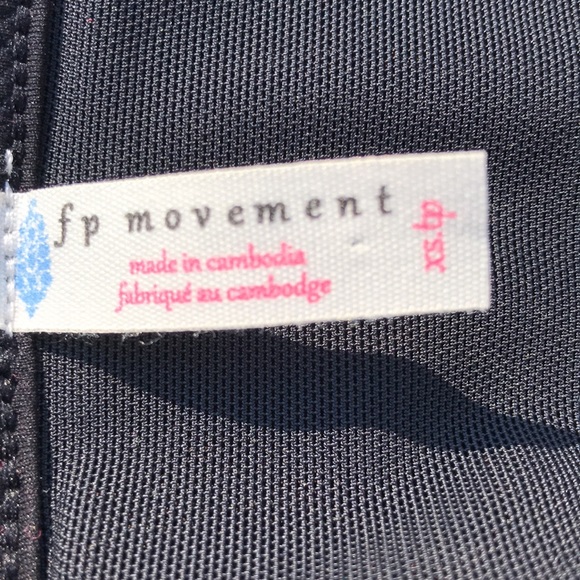 fp movement
made in cambodia
fabriqué au cambodge
xs.tp